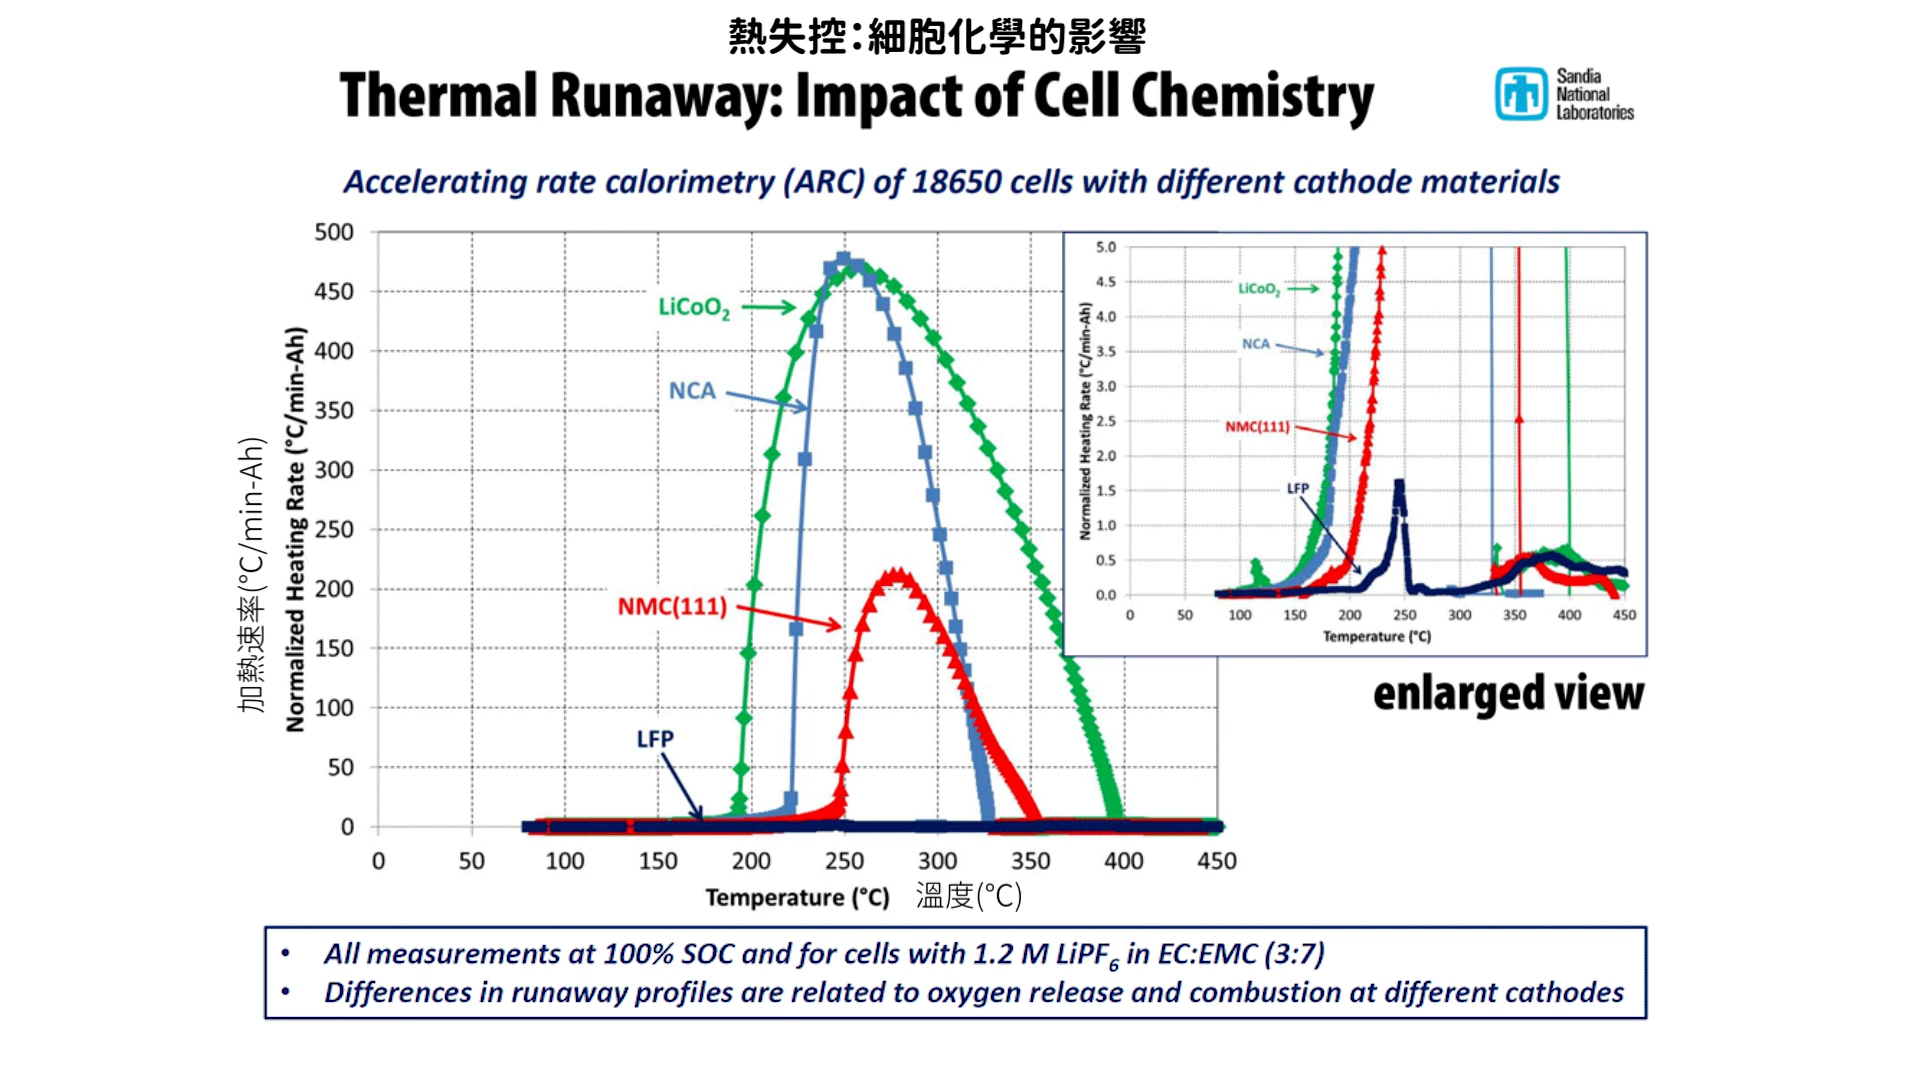 熱失控：細胞化學的影響
Thermal Runaway: Impact of Cell Chemistry
Sandia
National
Laboratories
Accelerating rate calorimetry (ARC) of 18650 cells with different cathode materials
加熱速率(°C/min-Ah)
Normalized Heating Rate (°C/min-Ah)
500
450
400
350
300
250
200
150
100
50
0
LiCoO₂
NCA
NMC(111)
LFP
0 50 100 150 200 250 300 350 400 450
Temperature (°C) 溫度(°C)
Normalized Heating Rate (°C/min-Ah)
5.0
4.5
4.0
3.5
3.0
2.5
2.0
1.5
1.0
0.5
0.0
LiCoO₂
NCA
NMC(111)
LFP
0 50 100 150 200 250 300 350 400 450
Temperature (°C)
enlarged view
• All measurements at 100% SOC and for cells with 1.2 M LiPF₆ in EC:EMC (3:7)
• Differences in runaway profiles are related to oxygen release and combustion at different cathodes